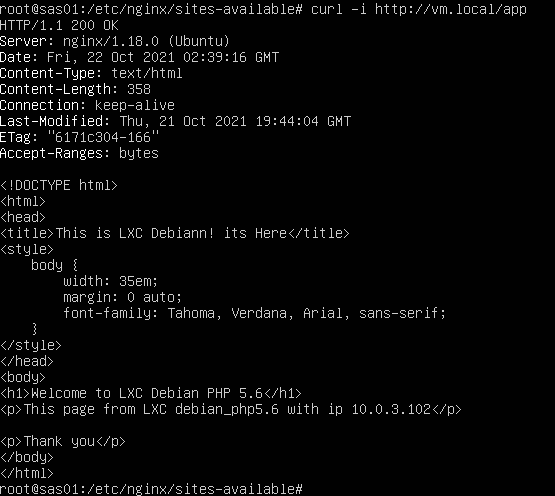 root@sas01:/etc/nginx/sites-available# curl -i http://vm.local/app
HTTP/1.1 200 OK
Server: nginx/1.18.0 (Ubuntu)
Date: Fri, 22 Oct 2021 02:39:16 GMT
Content-Type: text/html
Content-Length: 358
Connection: keep-alive
Last-Modified: Thu, 21 Oct 2021 19:44:04 GMT
ETag: "6171c304-166"
Accept-Ranges: bytes

<!DOCTYPE html>
<html>
<head>
<title>This is LXC Debiann! its Here</title>
<style>
    body {
        width: 35em;
        margin: 0 auto;
        font-family: Tahoma, Verdana, Arial, sans-serif;
    }
</style>
</head>
<body>
<h1>Welcome to LXC Debian PHP 5.6</h1>
<p>This page from LXC debian_php5.6 with ip 10.0.3.102</p>

<p>Thank you</p>
</body>
</html>
root@sas01:/etc/nginx/sites-available#